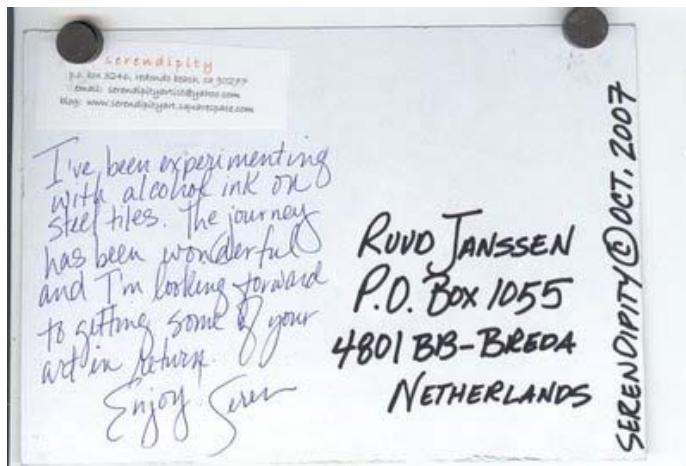 serendipity
p.o. box 3246, redondo beach, ca 90277
email: serendipityartist@yahoo.com
blog: www.serendipityart.squarespace.com
I've been experimenting
with alcohol ink on
steel tiles. The journey
has been wonderful
and I'm looking forward
to getting some of your
art in return.
Enjoy Seren
RUUD JANSSEN
P.O. BOX 1055
4801 BB-BREDA
NETHERLANDS
SERENDIPITY © OCT, 2007